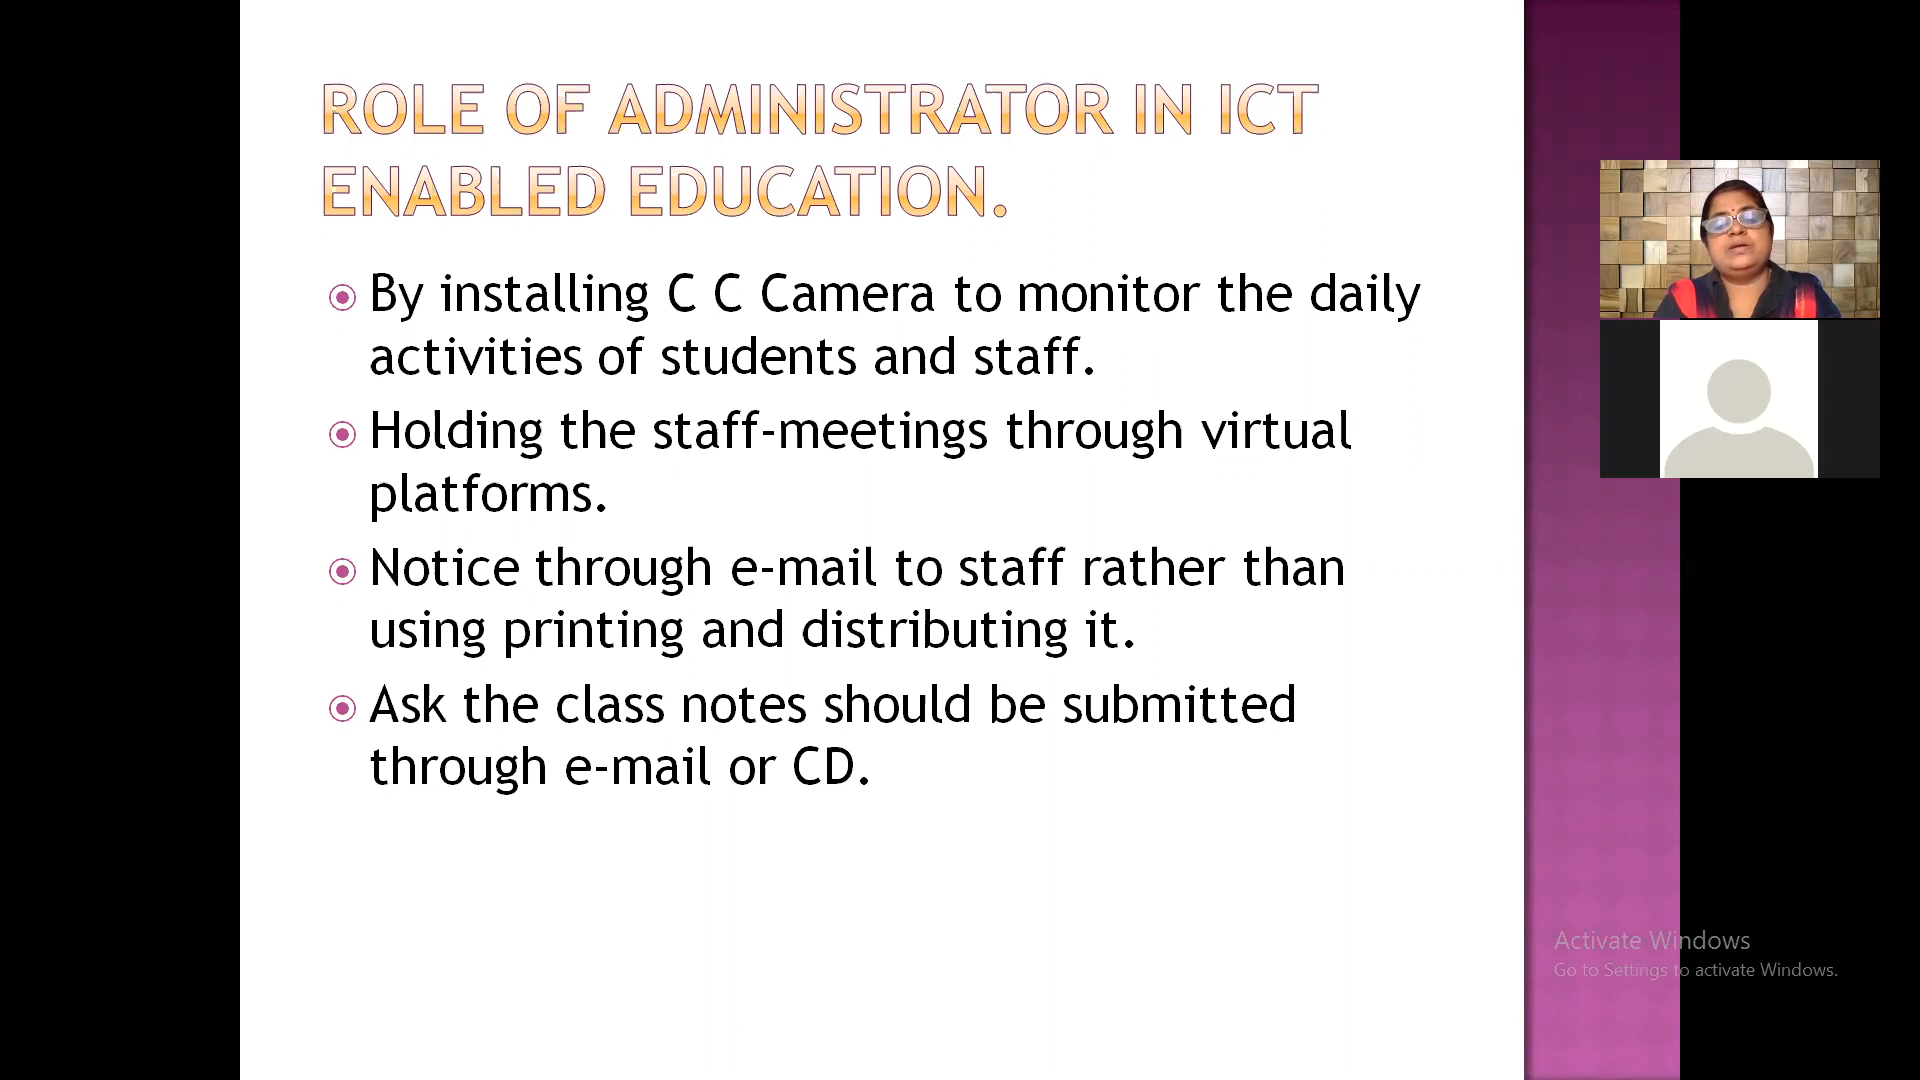 ROLE OF ADMINISTRATOR IN ICT
ENABLED EDUCATION.
By installing C C Camera to monitor the daily
activities of students and staff.
Holding the staff-meetings through virtual
platforms.
Notice through e-mail to staff rather than
using printing and distributing it.
Ask the class notes should be submitted
through e-mail or CD.
Activate Windows
Go to Settings to activate Windows.